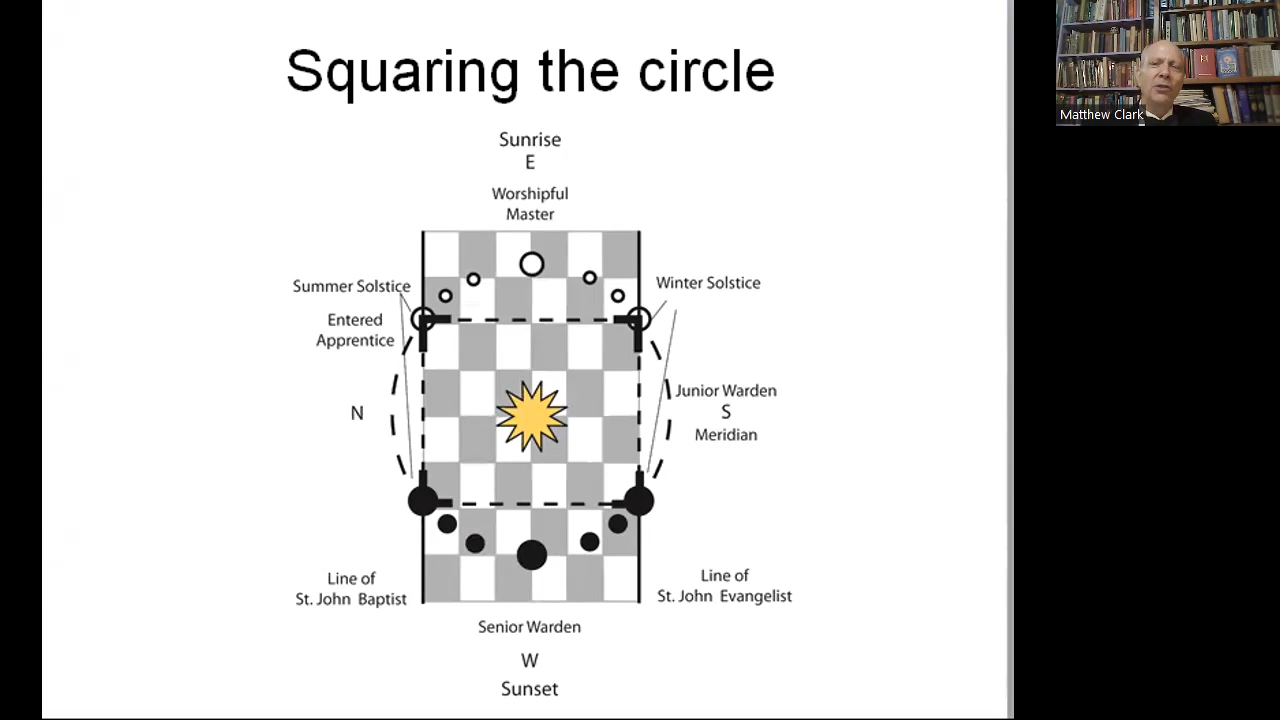 Squaring the circle
Matthew Clark
Sunrise
E
Worshipful
Master
Summer Solstice
Winter Solstice
Entered
Apprentice
N
Junior Warden
S
Meridian
Line of
St. John Baptist
Line of
St. John Evangelist
Senior Warden
W
Sunset